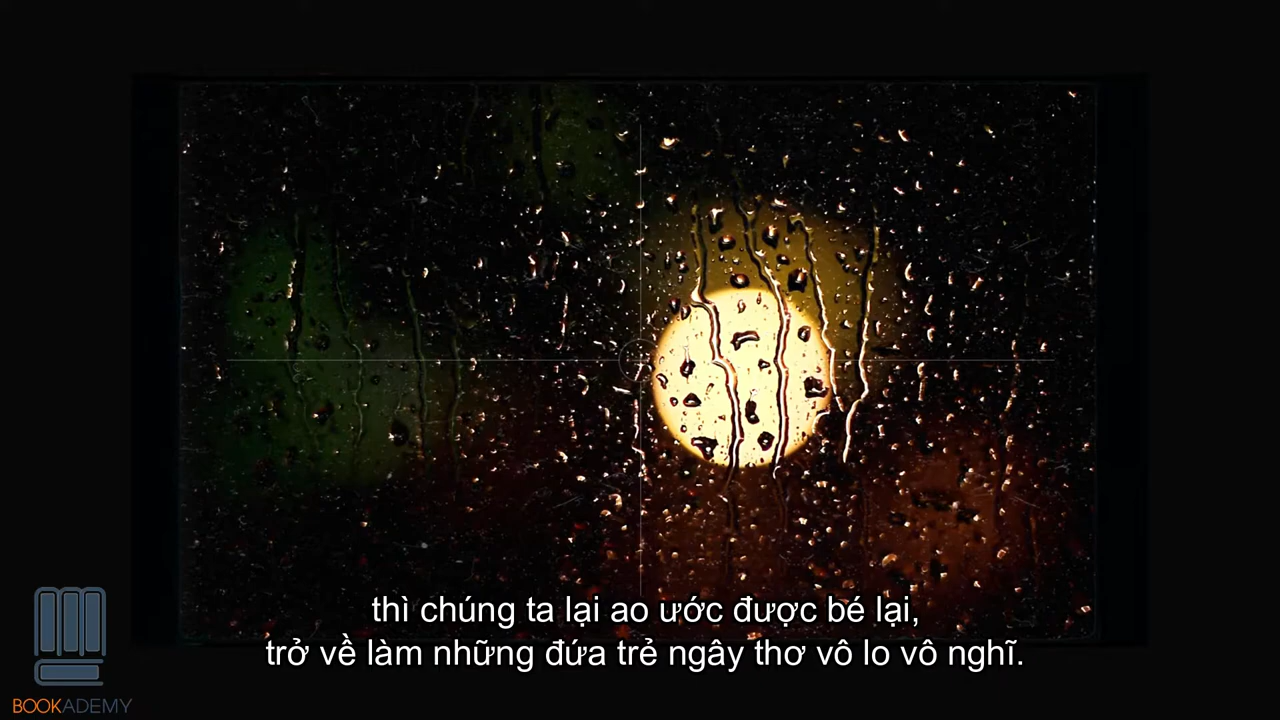 thì chúng ta lại ao ước được bé lại,
trở về làm những đứa trẻ ngây thơ vô lo vô nghĩ.
BOOKADEMY